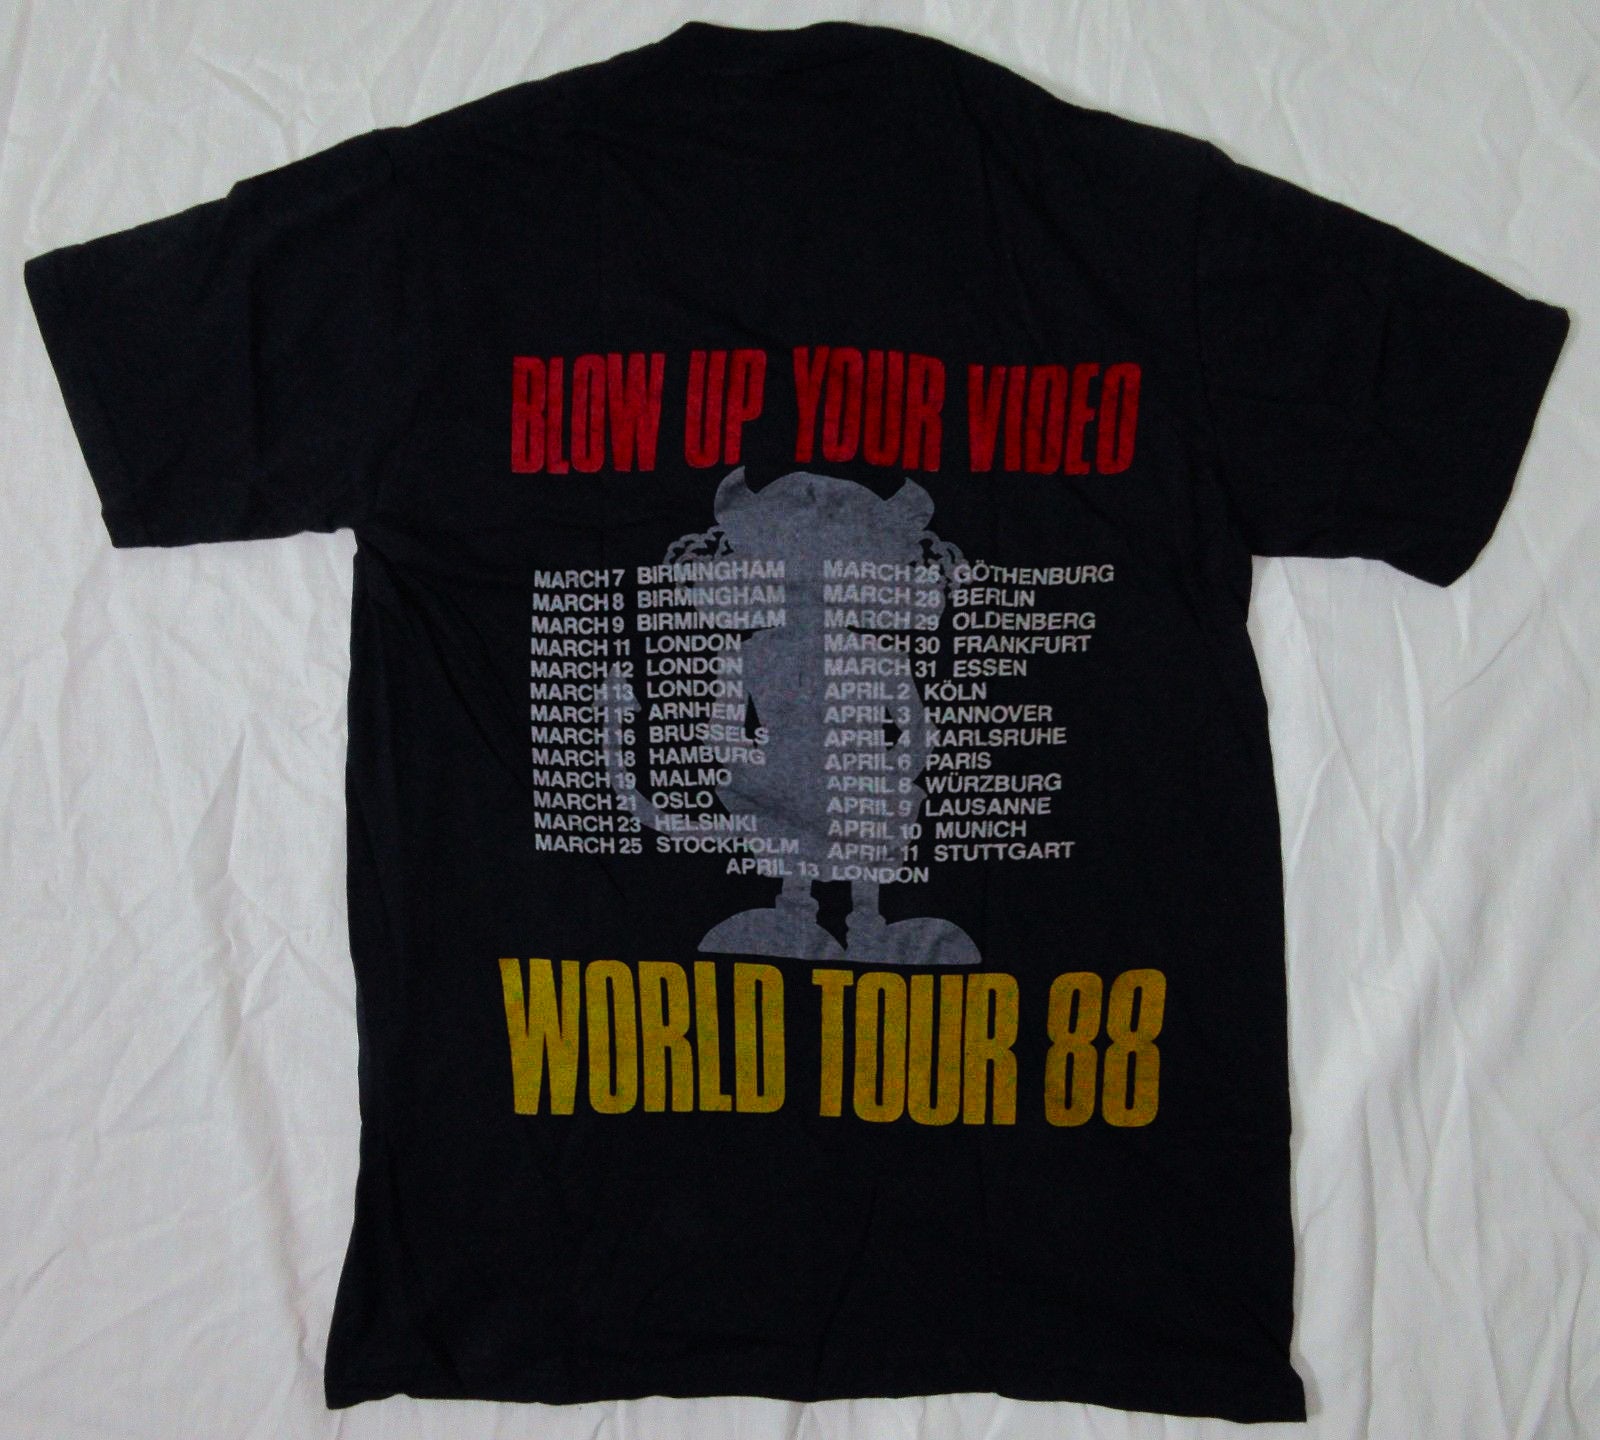 BLOW UP YOUR VIDEO
MARCH 7 BIRMINGHAM
MARCH 8 BIRMINGHAM
MARCH 9 BIRMINGHAM
MARCH 11 LONDON
MARCH 12 LONDON
MARCH 13 LONDON
MARCH 15 ARNHEM
MARCH 16 BRUSSELS
MARCH 18 HAMBURG
MARCH 19 MALMO
MARCH 21 OSLO
MARCH 23 HELSINKI
MARCH 25 STOCKHOLM
MARCH 26 GÖTHENBURG
MARCH 28 BERLIN
MARCH 29 OLDENBERG
MARCH 30 FRANKFURT
MARCH 31 ESSEN
APRIL 2 KÖLN
APRIL 3 HANNOVER
APRIL 4 KARLSRUHE
APRIL 6 PARIS
APRIL 8 WÜRZBURG
APRIL 9 LAUSANNE
APRIL 10 MUNICH
APRIL 11 STUTTGART
APRIL 13 LONDON
WORLD TOUR 88